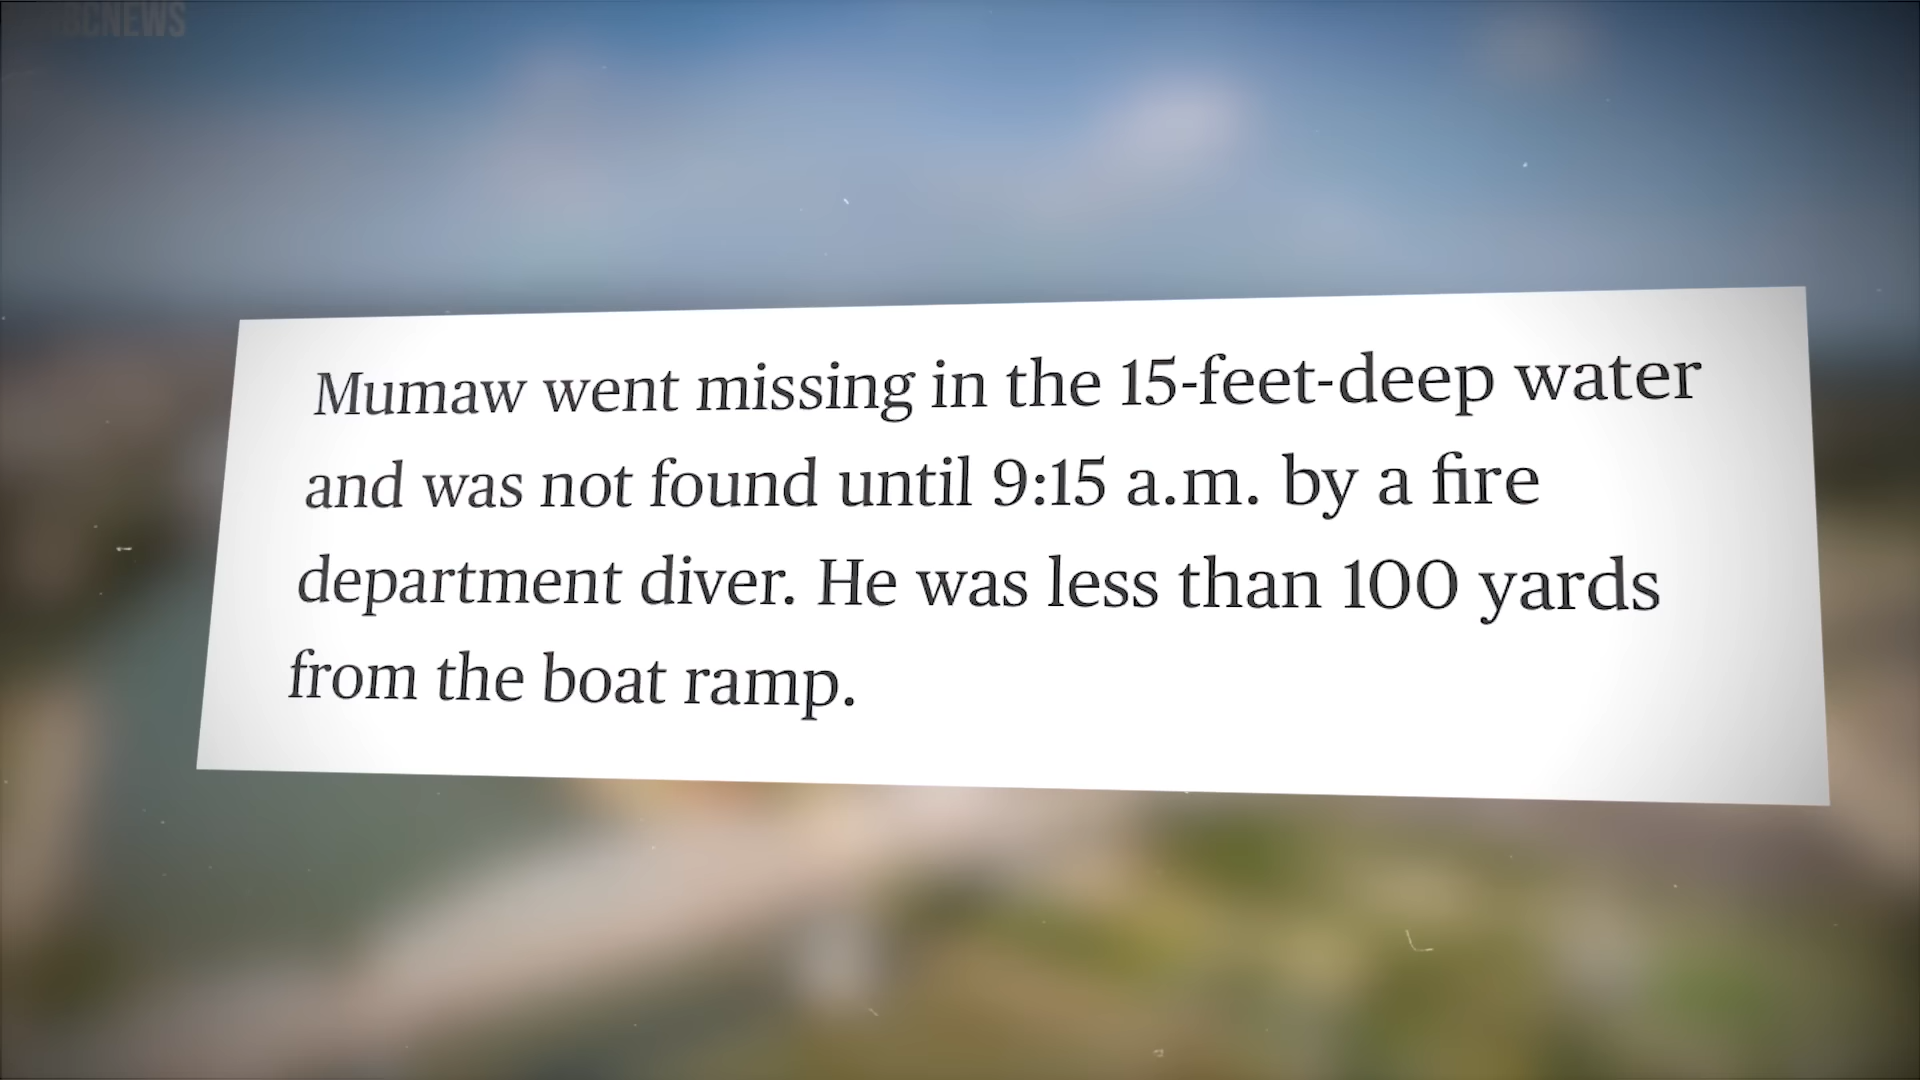 Mumaw went missing in the 15-feet-deep water
and was not found until 9:15 a.m. by a fire
department diver. He was less than 100 yards
from the boat ramp.